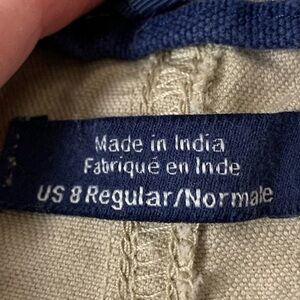 Made in India
Fabriqué en Inde
US 8 Regular/Normale